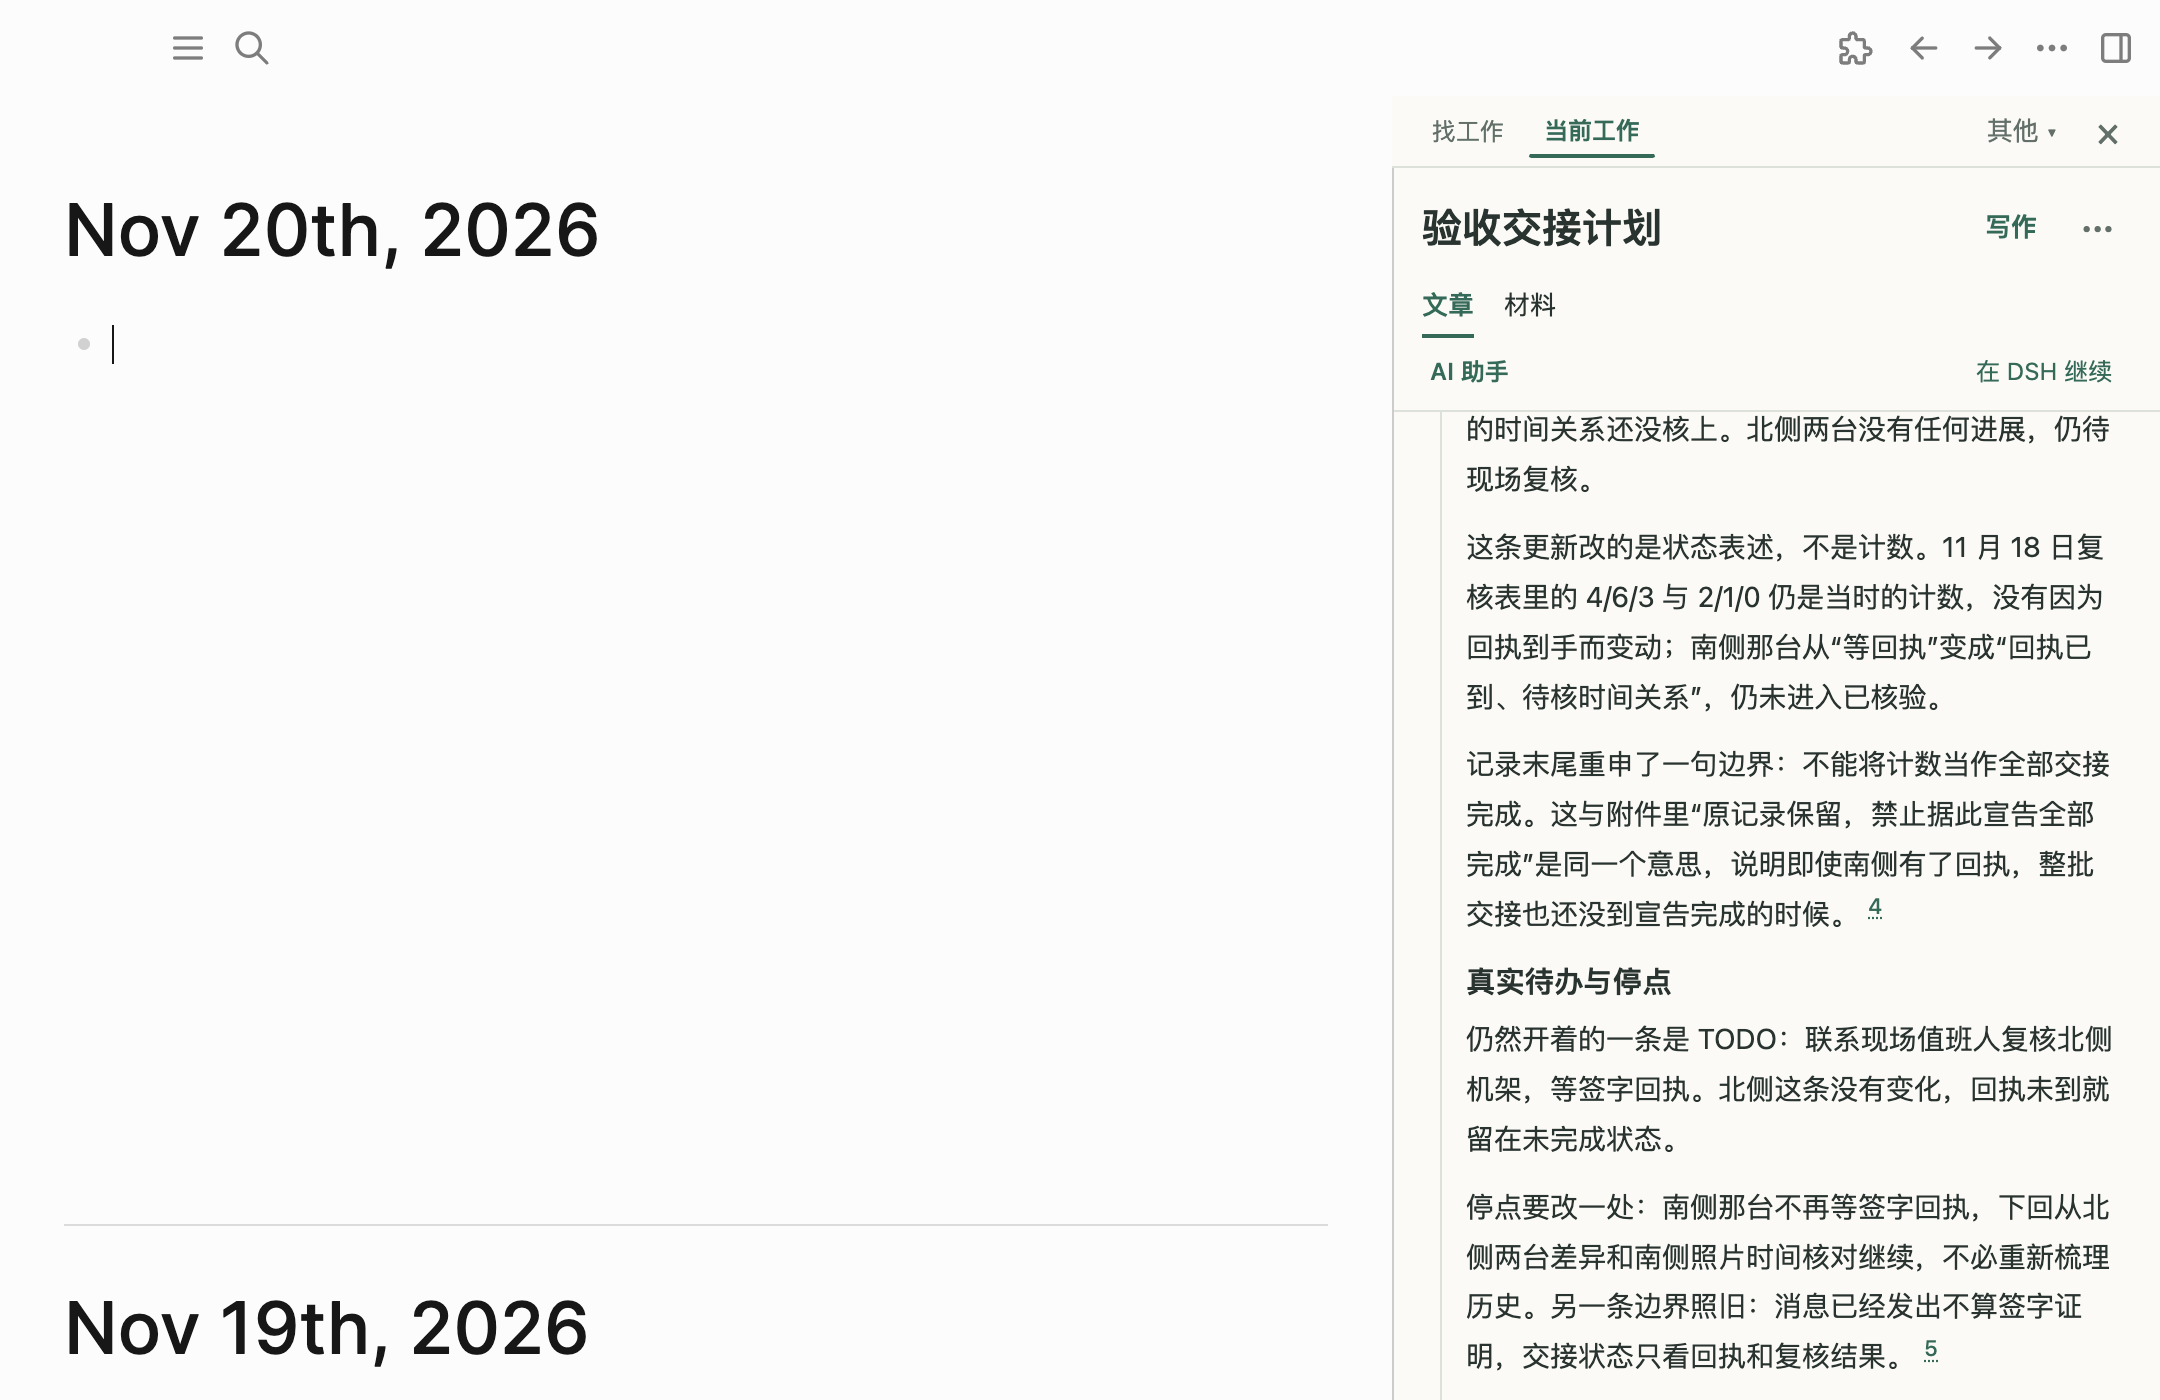 Nov 20th, 2026
Nov 19th, 2026
找工作 当前工作 其他 ▾ ×
验收交接计划 写作
文章 材料
AI 助手 在 DSH 继续
的时间关系还没核上。北侧两台没有任何进展，仍待
现场复核。
这条更新改的是状态表述，不是计数。11 月 18 日复
核表里的 4/6/3 与 2/1/0 仍是当时的计数，没有因为
回执到手而变动；南侧那台从“等回执”变成“回执已
到、待核时间关系”，仍未进入已核验。
记录末尾重申了一句边界：不能将计数当作全部交接
完成。这与附件里“原记录保留，禁止据此宣告全部
完成”是同一个意思，说明即使南侧有了回执，整批
交接也还没到宣告完成的时候。 4
真实待办与停点
仍然开着的一条是 TODO：联系现场值班人复核北侧
机架，等签字回执。北侧这条没有变化，回执未到就
留在未完成状态。
停点要改一处：南侧那台不再等签字回执，下回从北
侧两台差异和南侧照片时间核对继续，不必重新梳理
历史。另一条边界照旧：消息已经发出不算签字证
明，交接状态只看回执和复核结果。 5